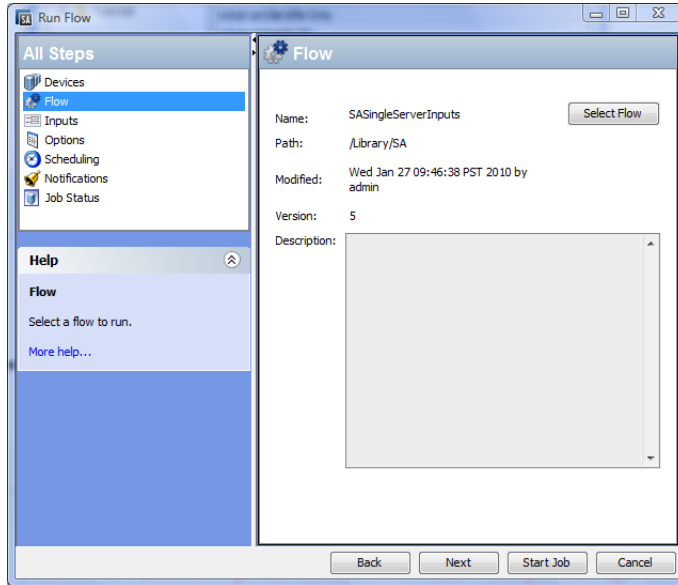 SA Run Flow
All Steps
Devices
Flow
Inputs
Options
Scheduling
Notifications
Job Status
Help
Flow
Select a flow to run.
More help...
Flow
Name: SASingleServerInputs Select Flow
Path: /Library/SA
Modified: Wed Jan 27 09:46:38 PST 2010 by
admin
Version: 5
Description:
Back Next Start Job Cancel